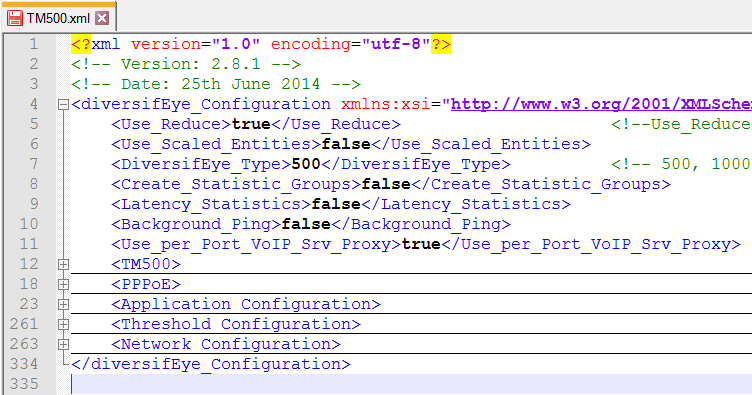 TM500.xml
1 <?xml version="1.0" encoding="utf-8"?>
2 <!-- Version: 2.8.1 -->
3 <!-- Date: 25th June 2014 -->
4 <diversifEye_Configuration xmlns:xsi="http://www.w3.org/2001/XMLSchem
5 <Use_Reduce>true</Use_Reduce> <!--Use_Reduce
6 <Use_Scaled_Entities>false</Use_Scaled_Entities>
7 <DiversifEye_Type>500</DiversifEye_Type> <!-- 500, 1000
8 <Create_Statistic_Groups>false</Create_Statistic_Groups>
9 <Latency_Statistics>false</Latency_Statistics>
10 <Background_Ping>false</Background_Ping>
11 <Use_per_Port_VoIP_Srv_Proxy>true</Use_per_Port_VoIP_Srv_Proxy>
12 <TM500>
18 <PPPoE>
23 <Application Configuration>
261 <Threshold Configuration>
263 <Network Configuration>
334 </diversifEye_Configuration>
335